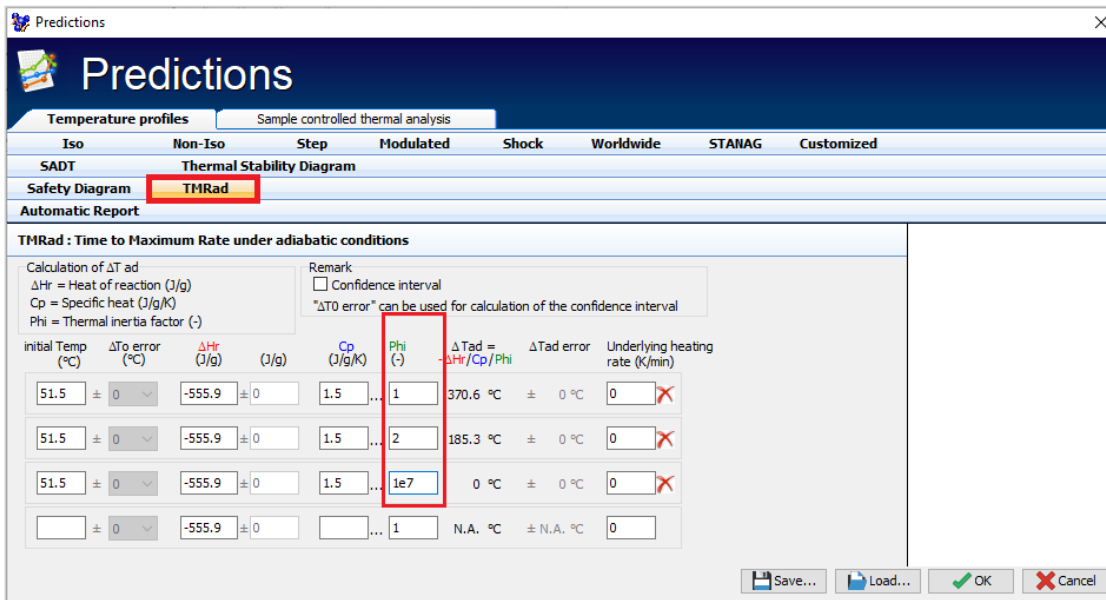 Predictions
Predictions
Temperature profiles Sample controlled thermal analysis
Iso Non-Iso Step Modulated Shock Worldwide STANAG Customized
SADT Thermal Stability Diagram
Safety Diagram TMRad
Automatic Report
TMRad : Time to Maximum Rate under adiabatic conditions
Calculation of ΔT ad
ΔHr = Heat of reaction (J/g)
Cp = Specific heat (J/g/K)
Phi = Thermal inertia factor (-)
Remark
Confidence interval
"ΔT0 error" can be used for calculation of the confidence interval
initial Temp ΔTo error ΔHr Cp Phi ΔTad = ΔTad error Underlying heating
(°C) (°C) (J/g) (J/g) (J/g/K) (-) -ΔHr/Cp/Phi rate (K/min)
51.5 ± 0 -555.9 ± 0 1.5 ... 1 370.6 °C ± 0 °C 0
51.5 ± 0 -555.9 ± 0 1.5 ... 2 185.3 °C ± 0 °C 0
51.5 ± 0 -555.9 ± 0 1.5 ... 1e7 0 °C ± 0 °C 0
± 0 -555.9 ± 0 ... 1 N.A. °C ± N.A. °C 0
Save... Load... OK Cancel